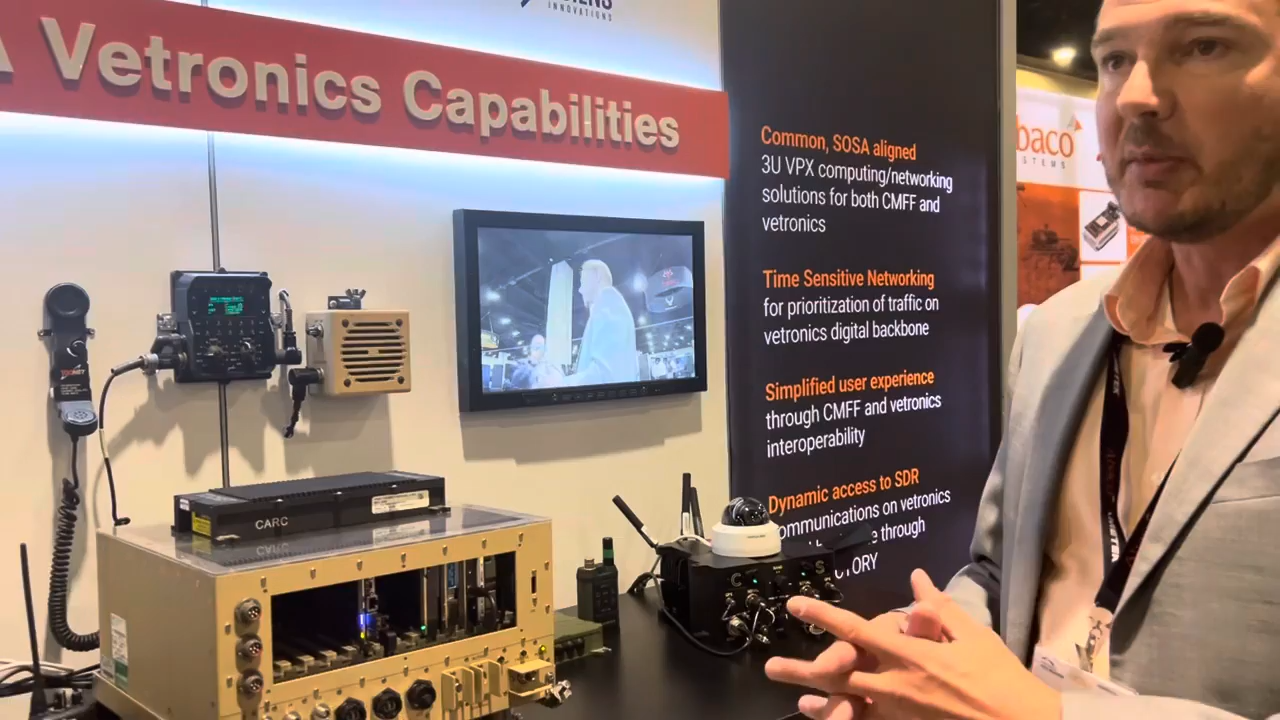 INNOVATIONS
Vetronics Capabilities
Common, SOSA aligned
3U VPX computing/networking
solutions for both CMFF and
vetronics
Time Sensitive Networking
for prioritization of traffic on
vetronics digital backbone
Simplified user experience
through CMFF and vetronics
interoperability
Dynamic access to SDR
communications on vetronics
through
baco
CARC
C
S